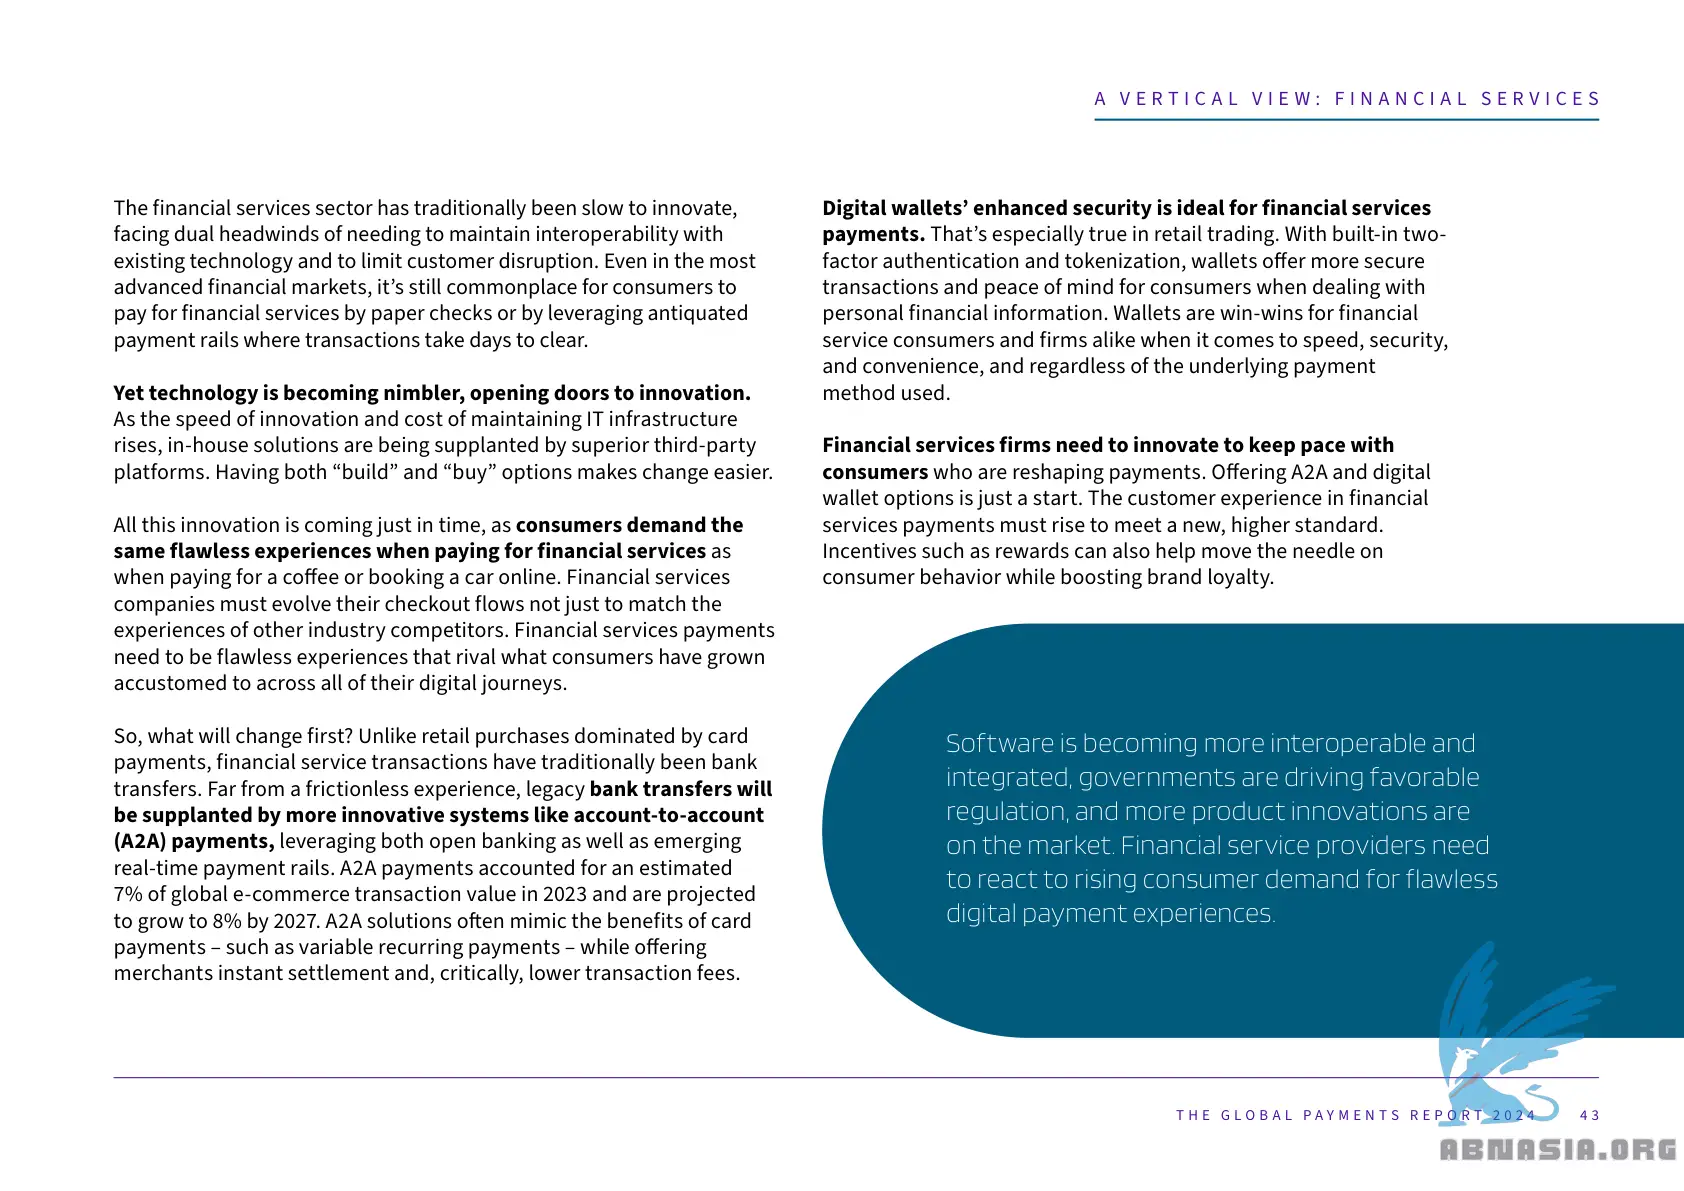 A VERTICAL VIEW: FINANCIAL SERVICES
The financial services sector has traditionally been slow to innovate,
facing dual headwinds of needing to maintain interoperability with
existing technology and to limit customer disruption. Even in the most
advanced financial markets, it’s still commonplace for consumers to
pay for financial services by paper checks or by leveraging antiquated
payment rails where transactions take days to clear.
Yet technology is becoming nimbler, opening doors to innovation.
As the speed of innovation and cost of maintaining IT infrastructure
rises, in-house solutions are being supplanted by superior third-party
platforms. Having both “build” and “buy” options makes change easier.
All this innovation is coming just in time, as consumers demand the
same flawless experiences when paying for financial services as
when paying for a coffee or booking a car online. Financial services
companies must evolve their checkout flows not just to match the
experiences of other industry competitors. Financial services payments
need to be flawless experiences that rival what consumers have grown
accustomed to across all of their digital journeys.
So, what will change first? Unlike retail purchases dominated by card
payments, financial service transactions have traditionally been bank
transfers. Far from a frictionless experience, legacy bank transfers will
be supplanted by more innovative systems like account-to-account
(A2A) payments, leveraging both open banking as well as emerging
real-time payment rails. A2A payments accounted for an estimated
7% of global e-commerce transaction value in 2023 and are projected
to grow to 8% by 2027. A2A solutions often mimic the benefits of card
payments – such as variable recurring payments – while offering
merchants instant settlement and, critically, lower transaction fees.
Digital wallets’ enhanced security is ideal for financial services
payments. That’s especially true in retail trading. With built-in two-
factor authentication and tokenization, wallets offer more secure
transactions and peace of mind for consumers when dealing with
personal financial information. Wallets are win-wins for financial
service consumers and firms alike when it comes to speed, security,
and convenience, and regardless of the underlying payment
method used.
Financial services firms need to innovate to keep pace with
consumers who are reshaping payments. Offering A2A and digital
wallet options is just a start. The customer experience in financial
services payments must rise to meet a new, higher standard.
Incentives such as rewards can also help move the needle on
consumer behavior while boosting brand loyalty.
Software is becoming more interoperable and
integrated, governments are driving favorable
regulation, and more product innovations are
on the market. Financial service providers need
to react to rising consumer demand for flawless
digital payment experiences.
THE GLOBAL PAYMENTS REPORT 2024 43
ABNASIA.ORG